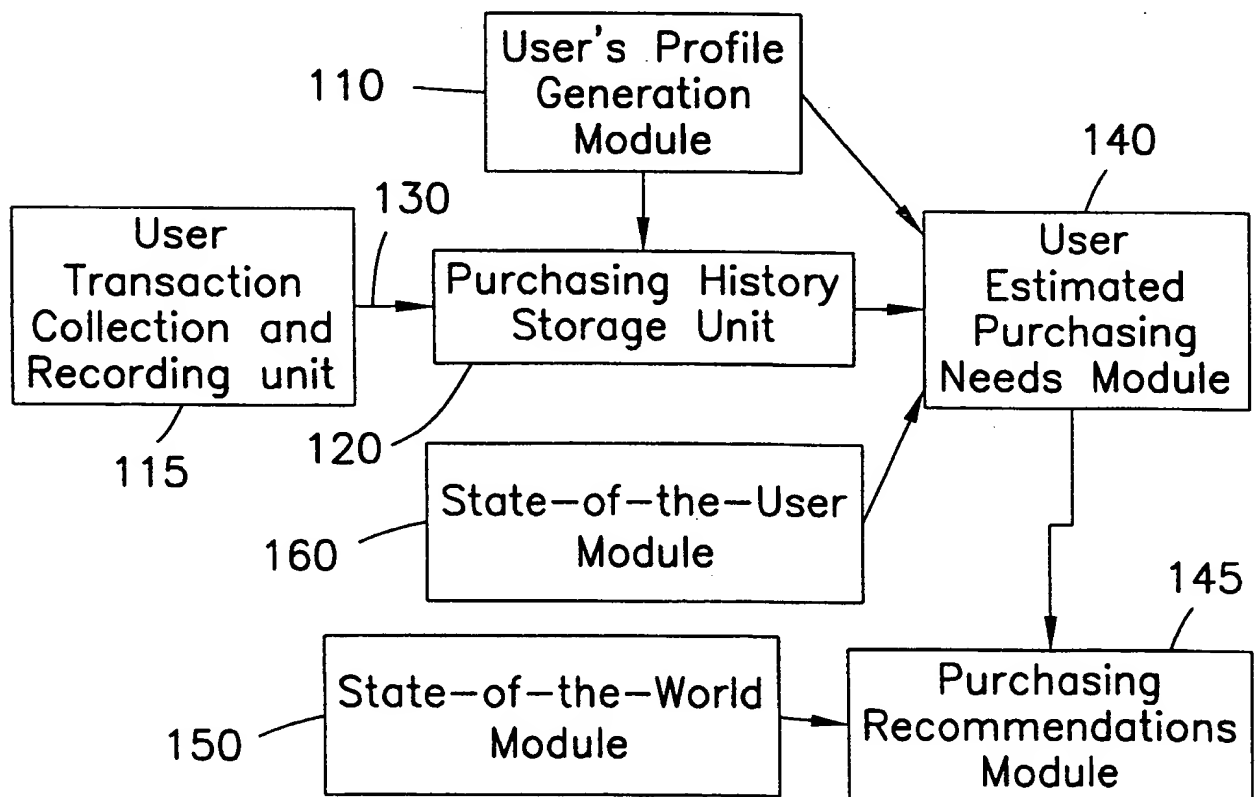 User's Profile
Generation
Module
110
140
130
User
Transaction
Collection and
Recording unit
115
Purchasing History
Storage Unit
120
User
Estimated
Purchasing
Needs Module
State-of-the-User
Module
160
145
State-of-the-World
Module
150
Purchasing
Recommendations
Module